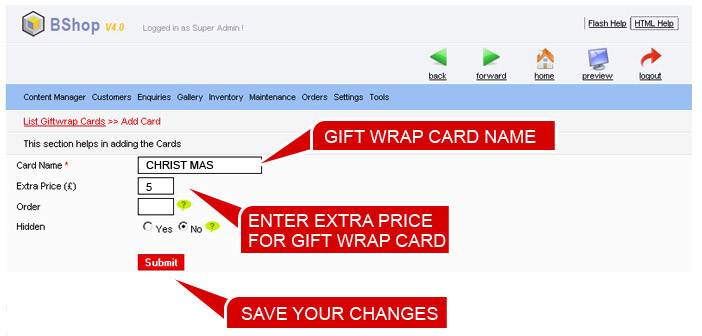 BShop V4.0 Logged in as Super Admin ! Flash Help HTML Help
back forward home preview logout
Content Manager Customers Enquiries Gallery Inventory Maintenance Orders Settings Tools
List Giftwrap Cards >> Add Card
GIFT WRAP CARD NAME
This section helps in adding the Cards
Card Name * CHRIST MAS
Extra Price (£) 5
Order ?
ENTER EXTRA PRICE
FOR GIFT WRAP CARD
Hidden Yes No ?
Submit
SAVE YOUR CHANGES